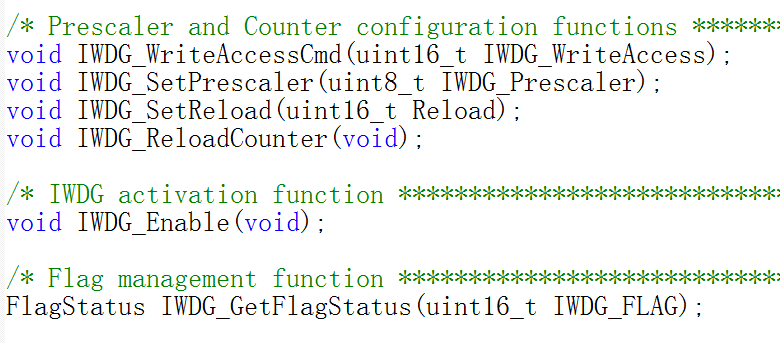 /* Prescaler and Counter configuration functions *******
void IWDG_WriteAccessCmd(uint16_t IWDG_WriteAccess);
void IWDG_SetPrescaler(uint8_t IWDG_Prescaler);
void IWDG_SetReload(uint16_t Reload);
void IWDG_ReloadCounter(void);
/* IWDG activation function ****************************
void IWDG_Enable(void);
/* Flag management function ****************************
FlagStatus IWDG_GetFlagStatus(uint16_t IWDG_FLAG);